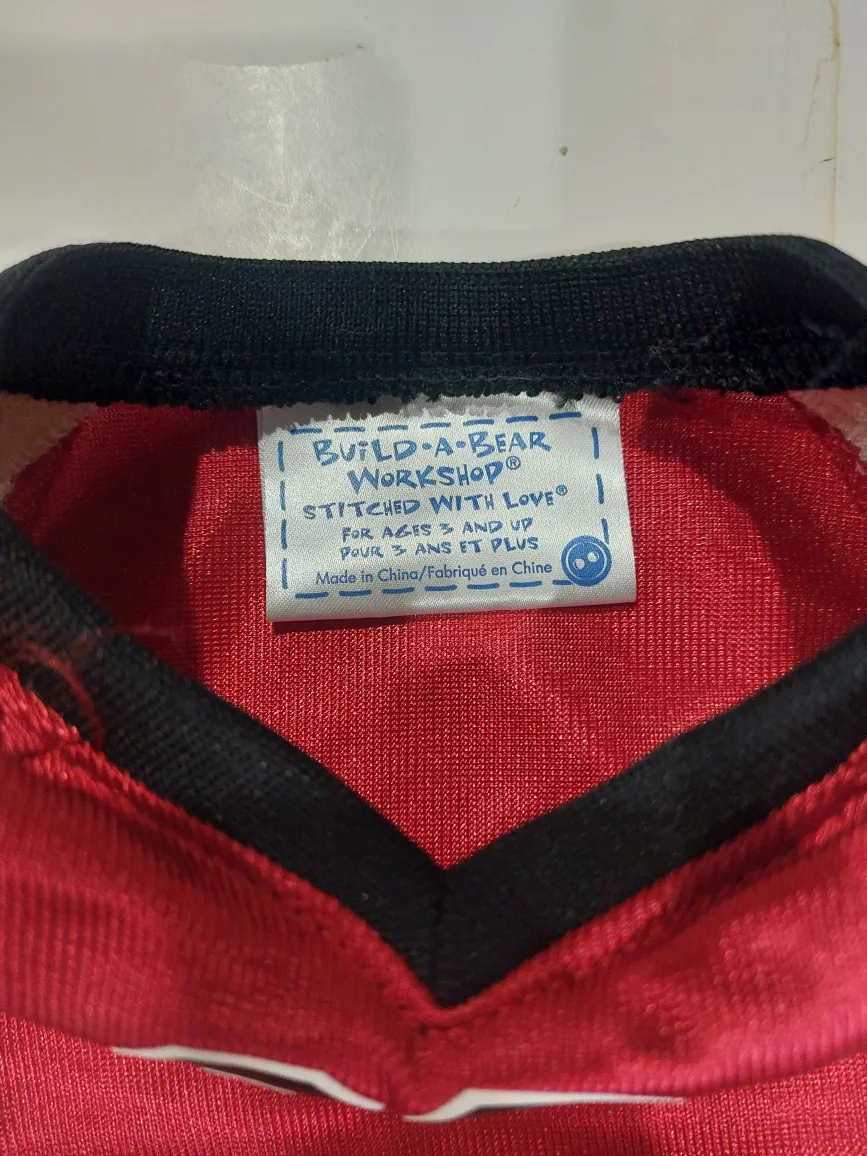 BUiLD•A•BEAR
WORKSHOP®
STITCHED WITH LOVE®
FOR AGES 3 AND UP
POUR 3 ANS ET PLUS
Made in China/Fabriqué en Chine